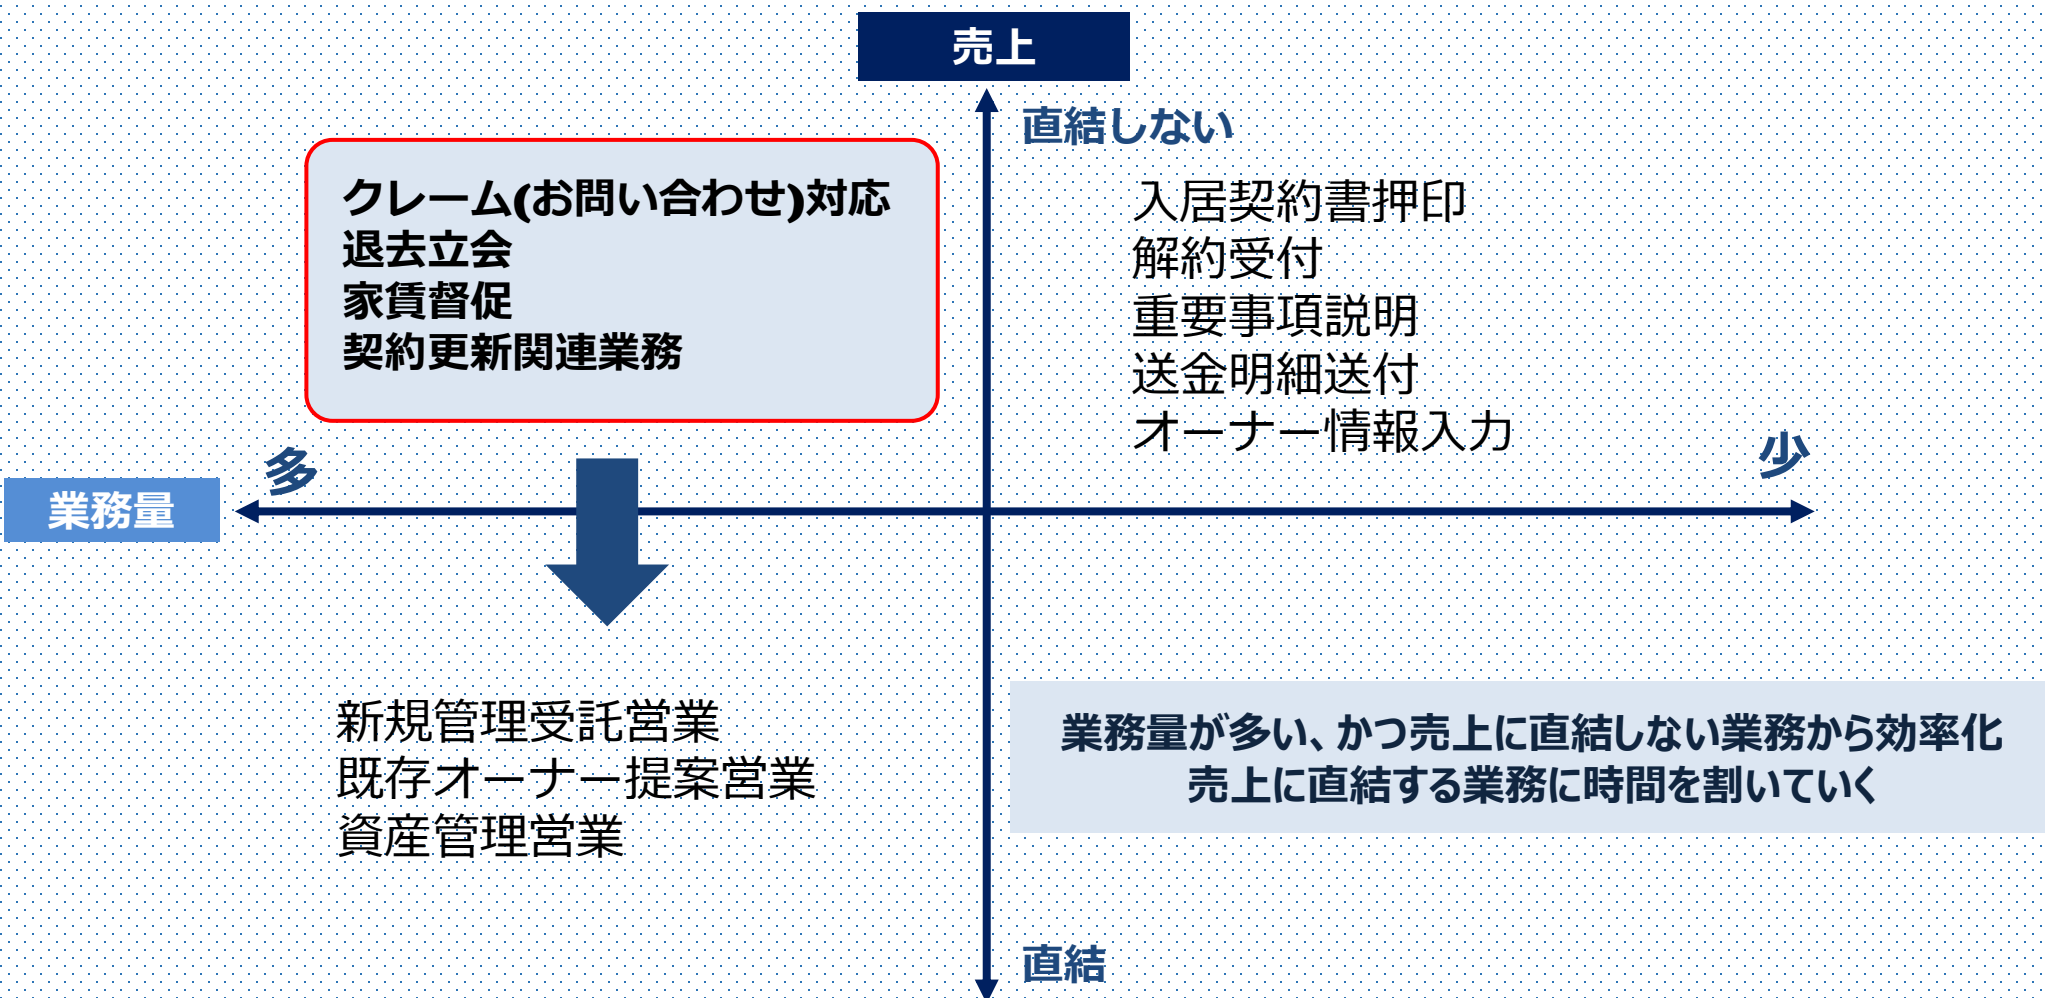 売上
直結しない
クレーム(お問い合わせ)対応
退去立会
家賃督促
契約更新関連業務
入居契約書押印
解約受付
重要事項説明
送金明細送付
オーナー情報入力
多
少
業務量
新規管理受託営業
既存オーナー提案営業
資産管理営業
業務量が多い、かつ売上に直結しない業務から効率化
売上に直結する業務に時間を割いていく
直結